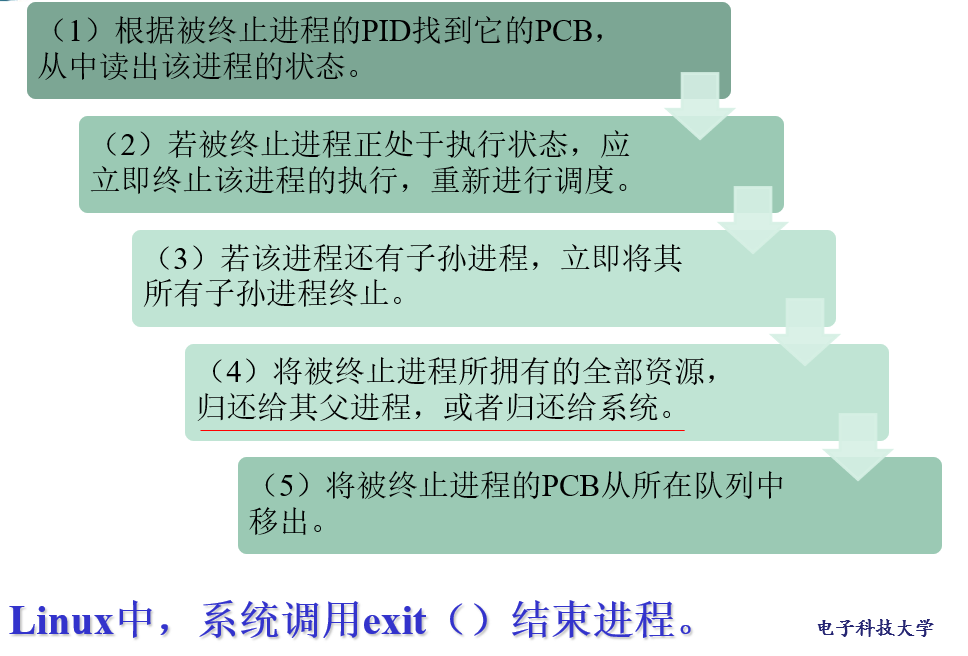 （1）根据被终止进程的PID找到它的PCB，
从中读出该进程的状态。
（2）若被终止进程正处于执行状态，应
立即终止该进程的执行，重新进行调度。
（3）若该进程还有子孙进程，立即将其
所有子孙进程终止。
（4）将被终止进程所拥有的全部资源，
归还给其父进程，或者归还给系统。
（5）将被终止进程的PCB从所在队列中
移出。
Linux中，系统调用exit（）结束进程。
电子科技大学